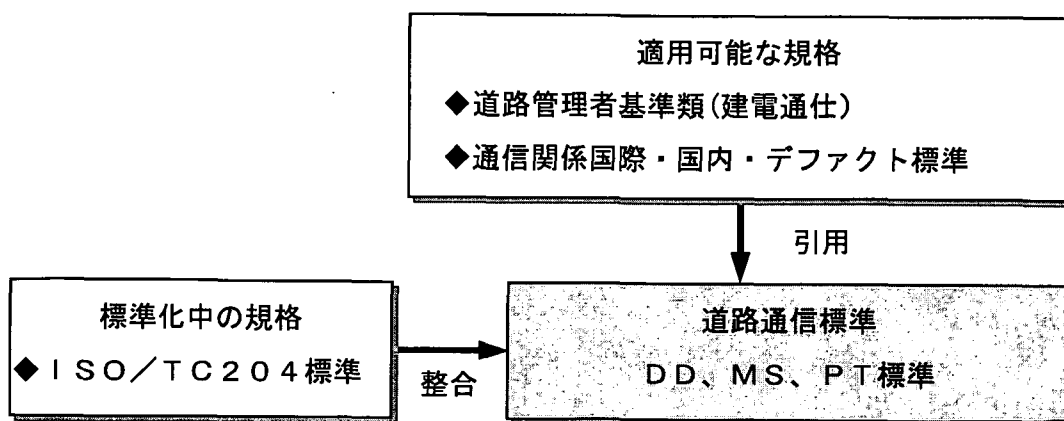 適用可能な規格
◆道路管理者基準類(建電通仕)
◆通信関係国際・国内・デファクト標準
引用
標準化中の規格
◆ISO/TC204標準
整合
道路通信標準
DD、MS、PT標準